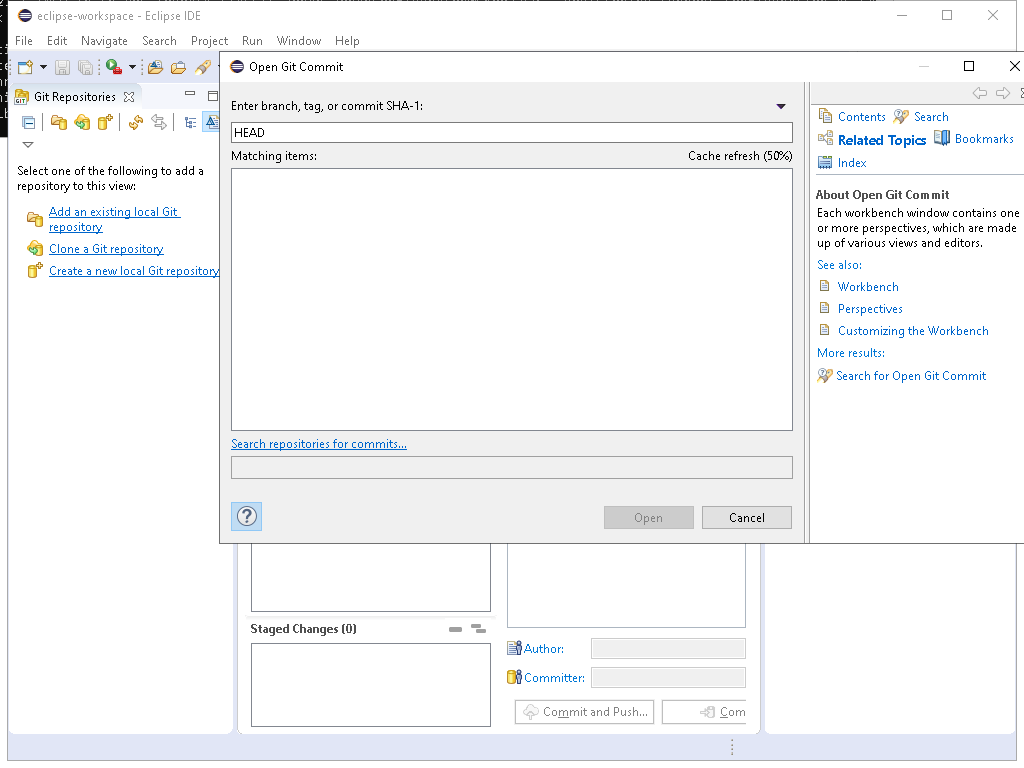 eclipse-workspace - Eclipse IDE
File Edit Navigate Search Project Run Window Help
Open Git Commit
Git Repositories
Enter branch, tag, or commit SHA-1:
HEAD
Matching items: Cache refresh (50%)
Select one of the following to add a
repository to this view:
Add an existing local Git
repository
Clone a Git repository
Create a new local Git repository
Search repositories for commits...
Open Cancel
Contents Search
Related Topics Bookmarks
Index
About Open Git Commit
Each workbench window contains one
or more perspectives, which are made
up of various views and editors.
See also:
Workbench
Perspectives
Customizing the Workbench
More results:
Search for Open Git Commit
Staged Changes (0)
Author:
Committer:
Commit and Push... Com